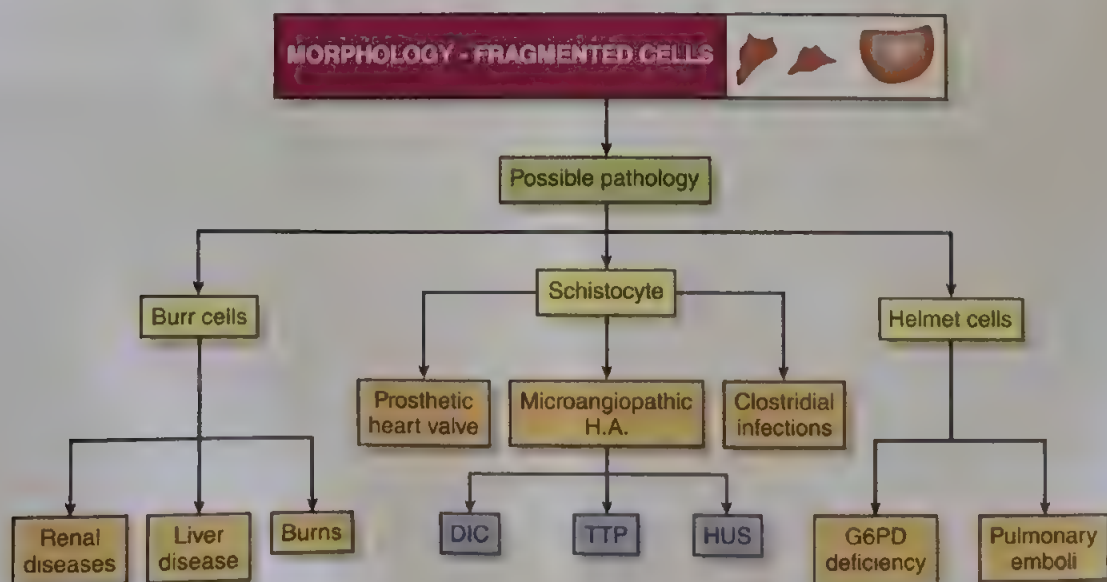 MORPHOLOGY - FRAGMENTED CELLS
Possible pathology
Burr cells
Schistocyte
Helmet cells
Prosthetic
heart valve
Microangiopathic
H.A.
Clostridial
infections
Renal
diseases
Liver
disease
Burns
DIC
TTP
HUS
G6PD
deficiency
Pulmonary
emboli